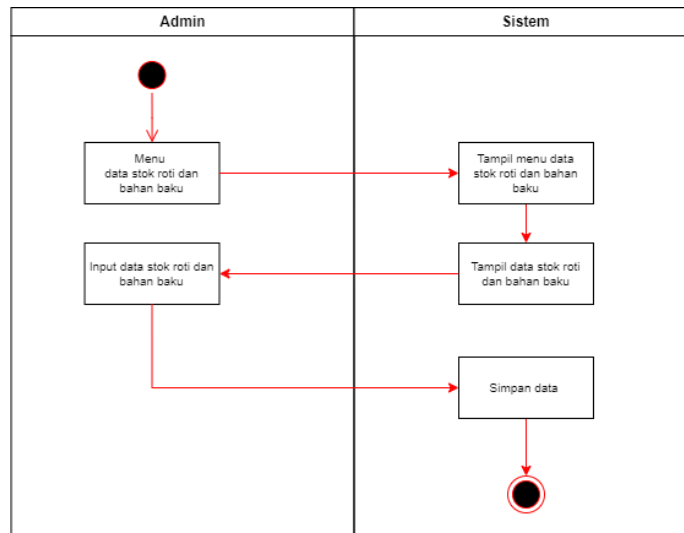 Admin
Sistem
Menu
data stok roti dan
bahan baku
Tampil menu data
stok roti dan bahan
baku
Input data stok roti dan
bahan baku
Tampil data stok roti
dan bahan baku
Simpan data